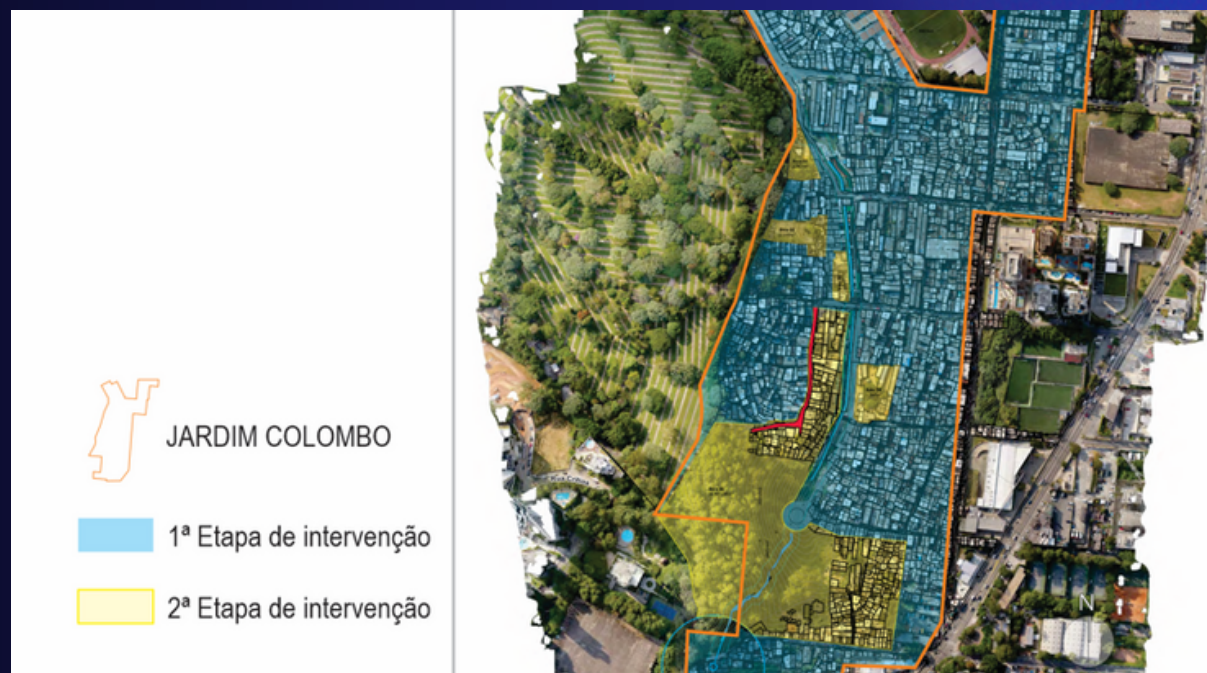 JARDIM COLOMBO
1ª Etapa de intervenção
2ª Etapa de intervenção
N